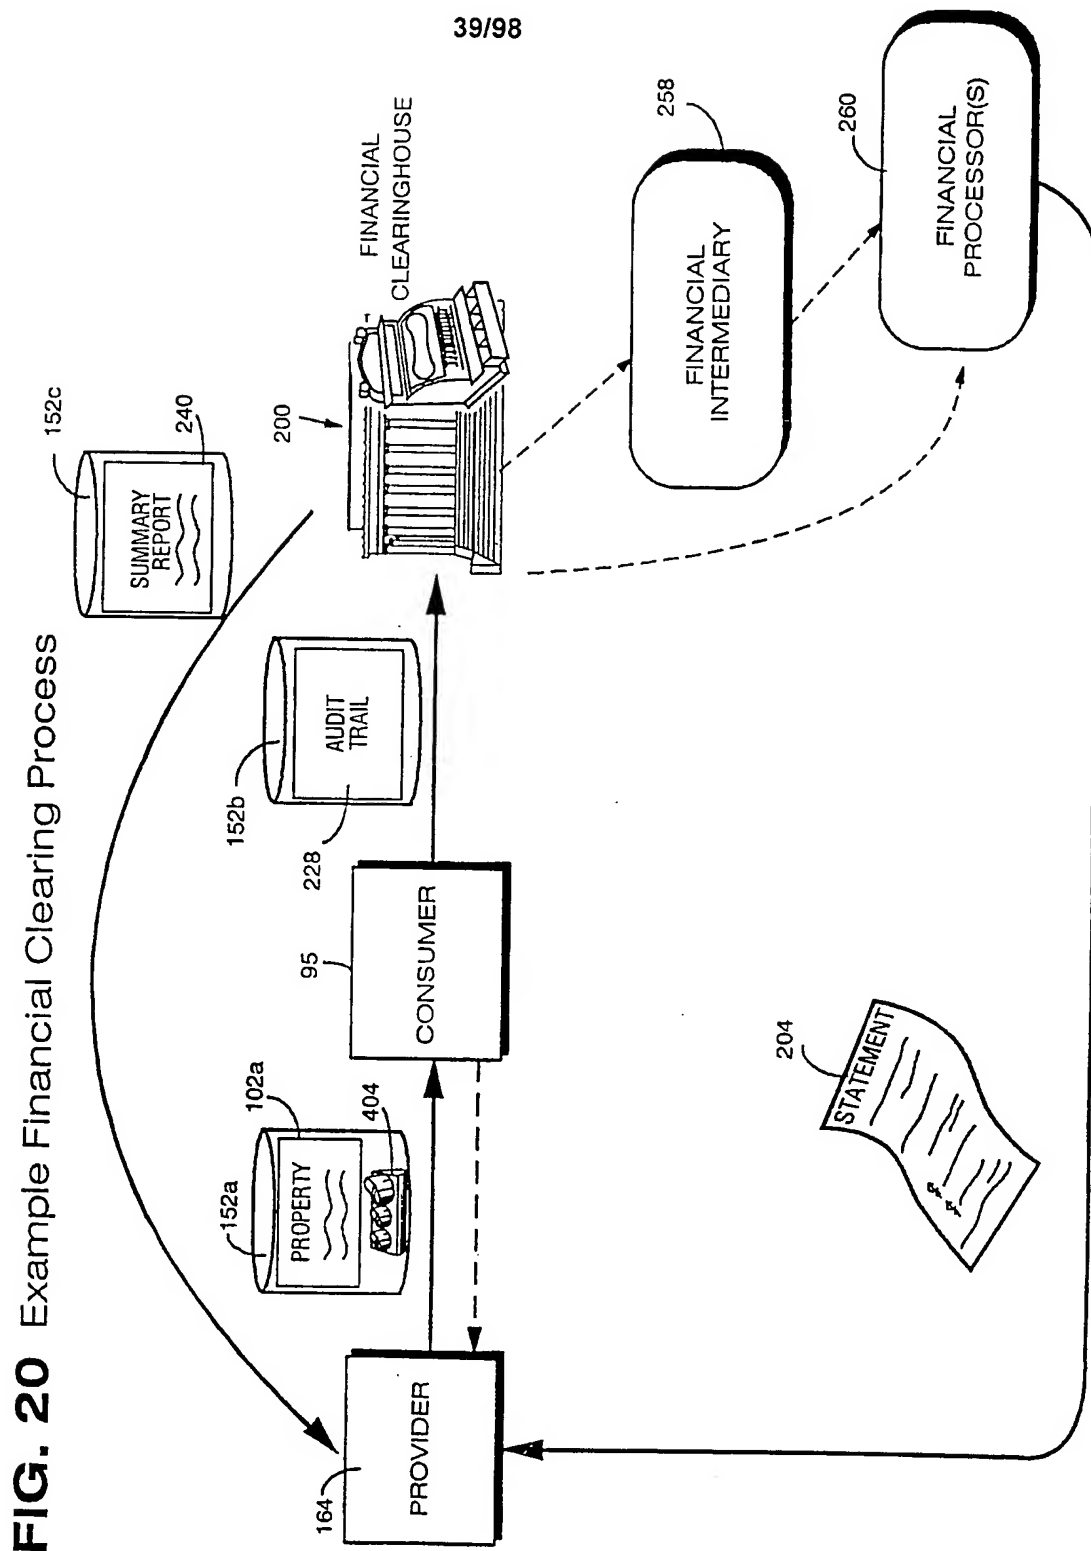 39/98
FIG. 20 Example Financial Clearing Process
152c
SUMMARY
REPORT
240
200
FINANCIAL
CLEARINGHOUSE
152a
PROPERTY
102a
404
152b
AUDIT
TRAIL
228
164
PROVIDER
95
CONSUMER
FINANCIAL
INTERMEDIARY
258
FINANCIAL
PROCESSOR(S)
260
204
STATEMENT